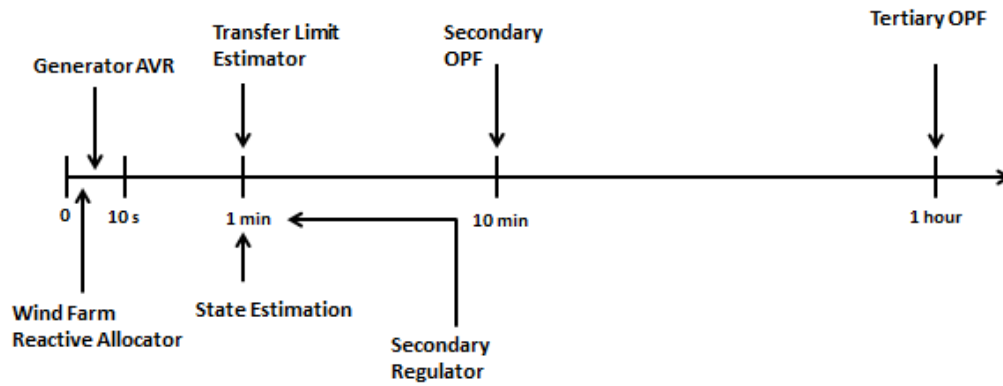 Generator AVR
Transfer Limit
Estimator
Secondary
OPF
Tertiary OPF
0
10 s
1 min
10 min
1 hour
Wind Farm
Reactive Allocator
State Estimation
Secondary
Regulator